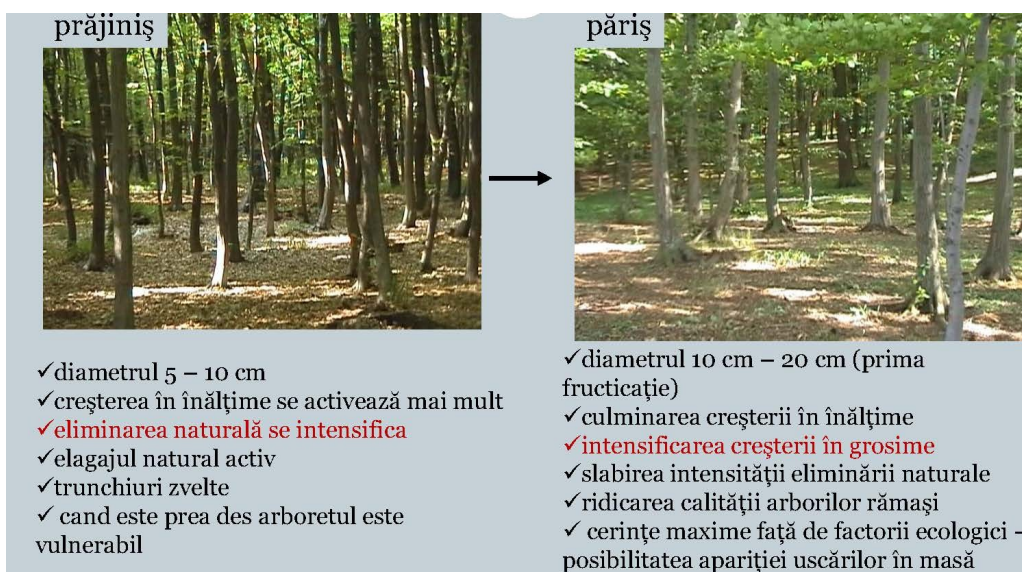 prăjiniş
păriş
✓diametrul 5 – 10 cm
✓creşterea în înălţime se activează mai mult
✓eliminarea naturală se intensifica
✓elagajul natural activ
✓trunchiuri zvelte
✓ cand este prea des arboretul este
vulnerabil
✓diametrul 10 cm – 20 cm (prima
fructicaţie)
✓culminarea creşterii în înălţime
✓intensificarea creşterii în grosime
✓slabirea intensităţii eliminării naturale
✓ridicarea calităţii arborilor rămaşi
✓ cerinţe maxime faţă de factorii ecologici –
posibilitatea apariţiei uscărilor în masă